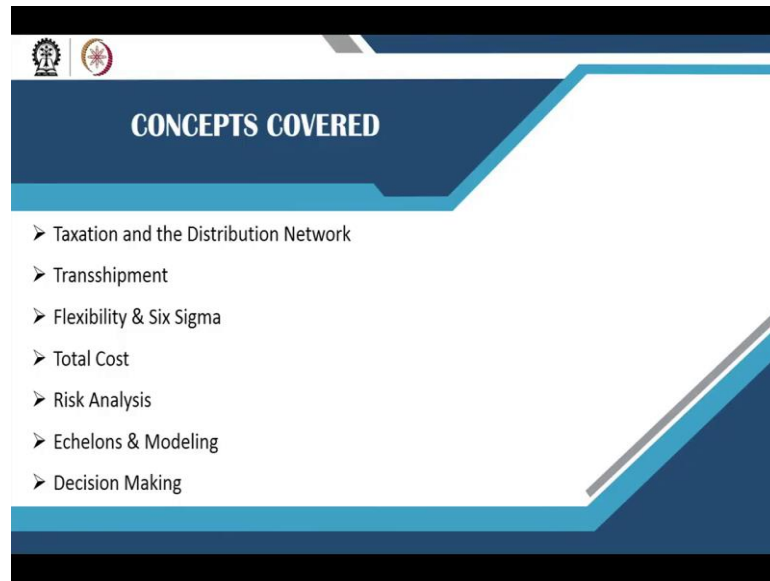 CONCEPTS COVERED
➤ Taxation and the Distribution Network
➤ Transshipment
➤ Flexibility & Six Sigma
➤ Total Cost
➤ Risk Analysis
➤ Echelons & Modeling
➤ Decision Making